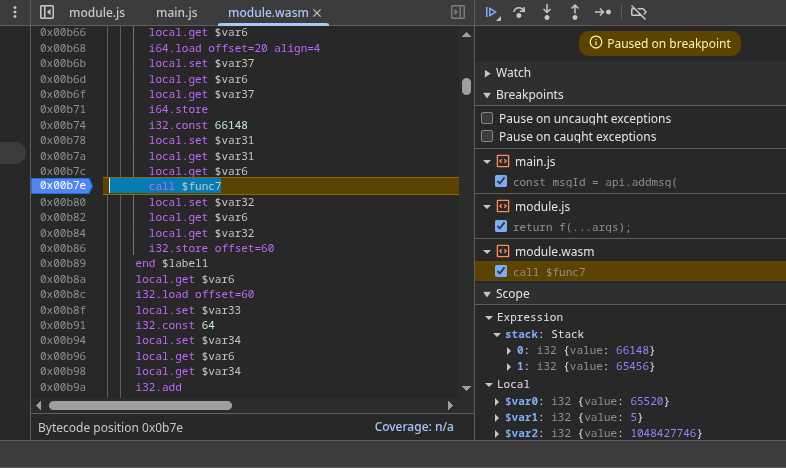 module.js main.js module.wasm
0x00b66 local.get $var6
0x00b68 i64.load offset=20 align=4
0x00b6b local.set $var37
0x00b6d local.get $var6
0x00b6f local.get $var37
0x00b71 i64.store
0x00b74 i32.const 66148
0x00b78 local.set $var31
0x00b7a local.get $var31
0x00b7c local.get $var6
0x00b7e call $func7
0x00b80 local.set $var32
0x00b82 local.get $var6
0x00b84 local.get $var32
0x00b86 i32.store offset=60
0x00b89 end $label1
0x00b8a local.get $var6
0x00b8c i32.load offset=60
0x00b8f local.set $var33
0x00b91 i32.const 64
0x00b94 local.set $var34
0x00b96 local.get $var6
0x00b98 local.get $var34
0x00b9a i32.add
Bytecode position 0x0b7e Coverage: n/a
Paused on breakpoint
Watch
Breakpoints
Pause on uncaught exceptions
Pause on caught exceptions
main.js
const msgId = api.addmsg(
module.js
return f(...args);
module.wasm
call $func7
Scope
Expression
stack: Stack
0: i32 {value: 66148}
1: i32 {value: 65456}
Local
$var0: i32 {value: 65520}
$var1: i32 {value: 5}
$var2: i32 {value: 1048427746}